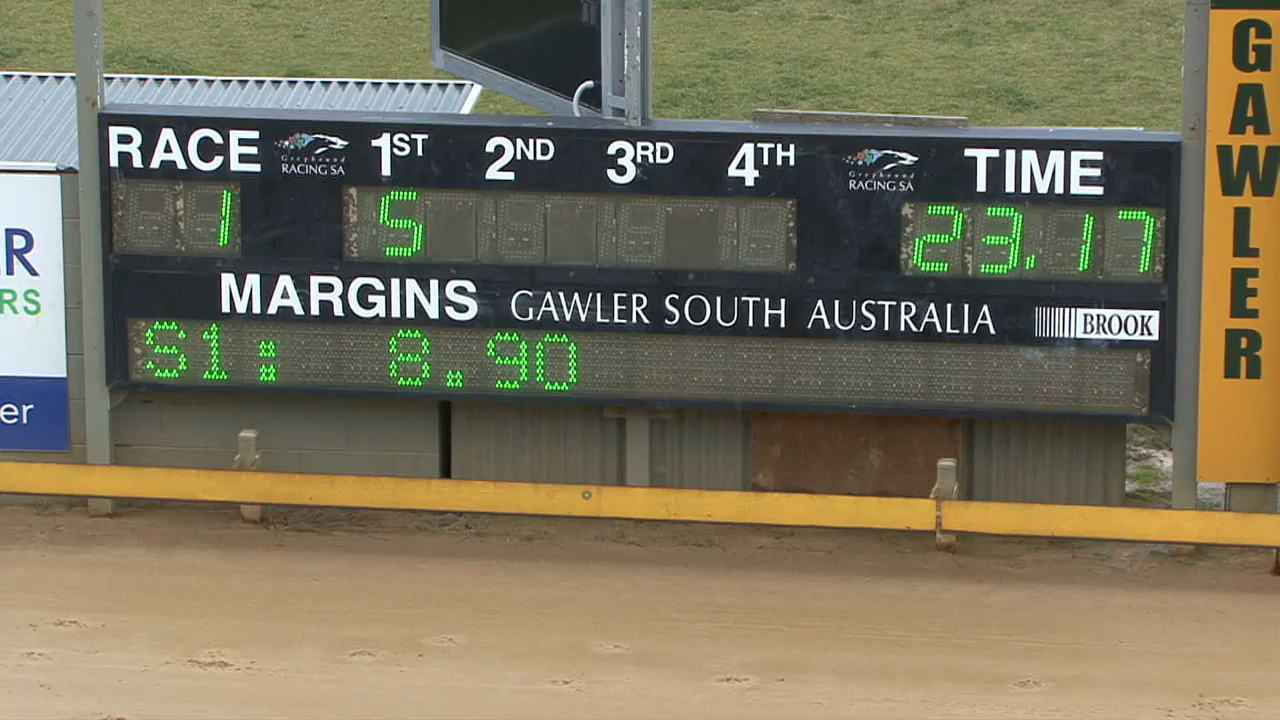 RACE
Greyhound
RACING SA
1ST
2ND
3RD
4TH
Greyhound
RACING SA
TIME
1
5
23.17
MARGINS
GAWLER SOUTH AUSTRALIA
BROOK
S1: 8.90
GAWLER
R
RS
er